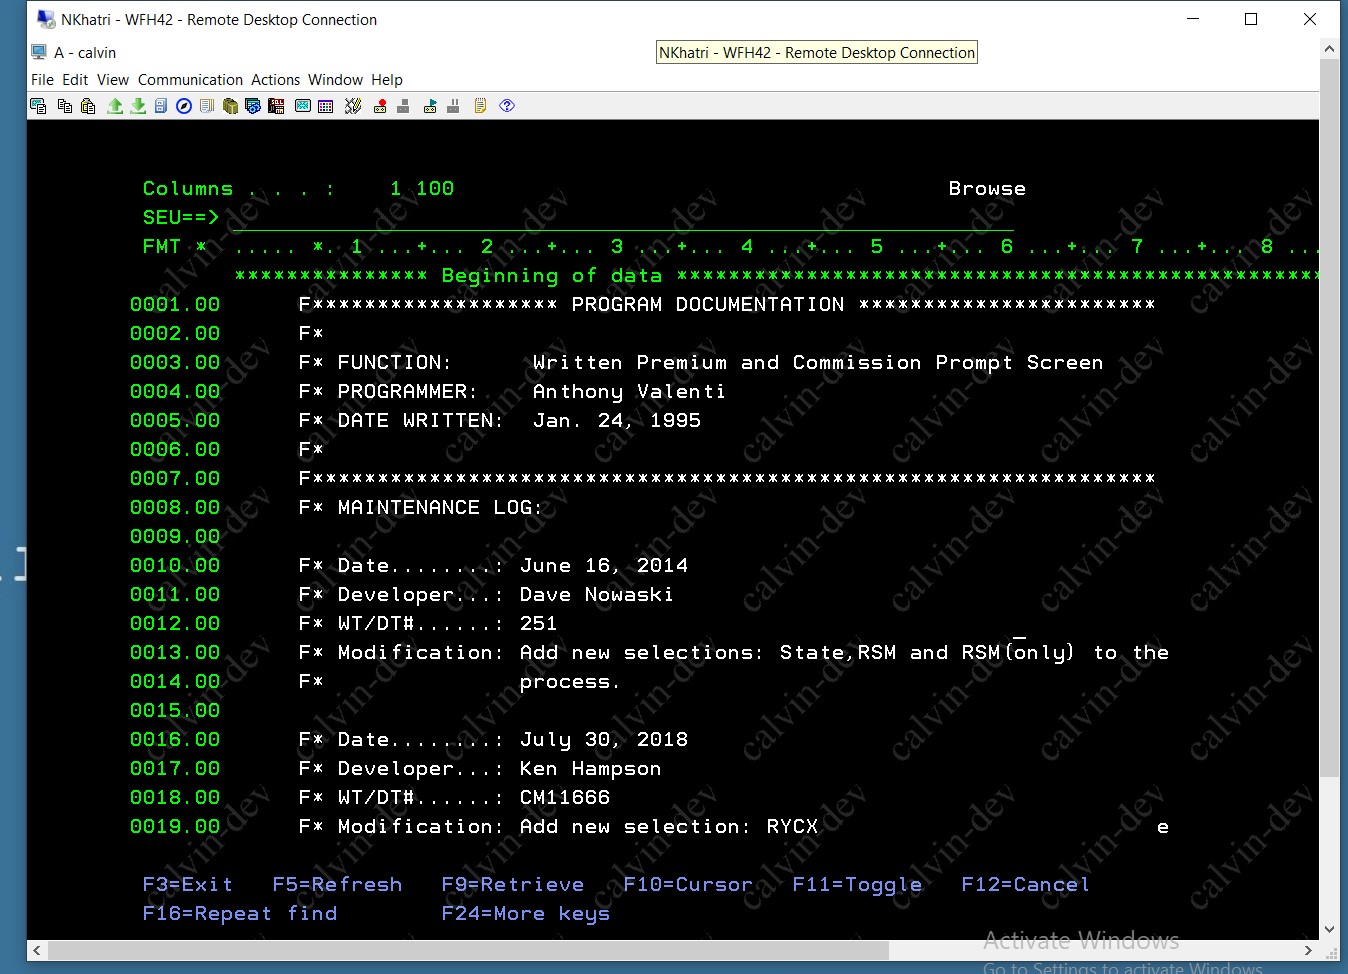 NKhatri - WFH42 - Remote Desktop Connection
A - calvin
NKhatri - WFH42 - Remote Desktop Connection
File Edit View Communication Actions Window Help
Columns . . . :    1 100    Browse
SEU==>
FMT * ..... *. 1 ...+... 2 ...+... 3 ...+... 4 ...+... 5 ...+... 6 ...+... 7 ...+... 8 ...
*************** Beginning of data **************************************************
0001.00 F******************* PROGRAM DOCUMENTATION ***********************
0002.00 F*
0003.00 F* FUNCTION: Written Premium and Commission Prompt Screen
0004.00 F* PROGRAMMER: Anthony Valenti
0005.00 F* DATE WRITTEN: Jan. 24, 1995
0006.00 F*
0007.00 F*****************************************************************
0008.00 F* MAINTENANCE LOG:
0009.00
0010.00 F* Date........: June 16, 2014
0011.00 F* Developer...: Dave Nowaski
0012.00 F* WT/DT#......: 251
0013.00 F* Modification: Add new selections: State,RSM and RSM(only) to the
0014.00 F* process.
0015.00
0016.00 F* Date........: July 30, 2018
0017.00 F* Developer...: Ken Hampson
0018.00 F* WT/DT#......: CM11666
0019.00 F* Modification: Add new selection: RYCX e
F3=Exit F5=Refresh F9=Retrieve F10=Cursor F11=Toggle F12=Cancel
F16=Repeat find F24=More keys
calvin-dev
Activate Windows
Go to Settings to activate Windows.